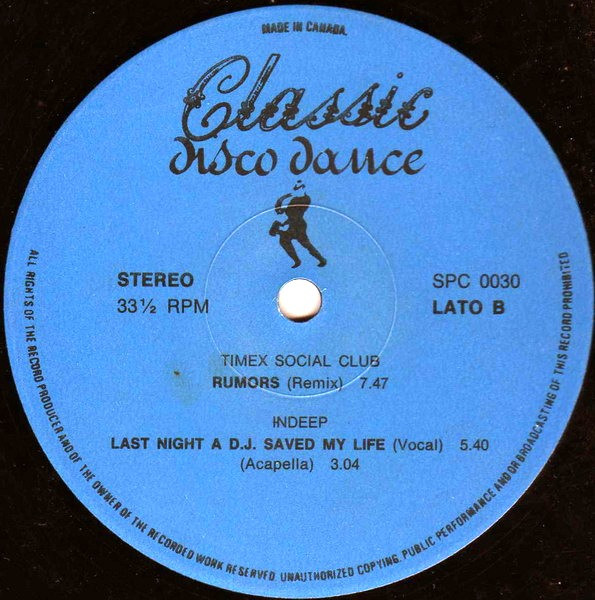 MADE IN CANADA.
Classic
disco dance
STEREO
33½ RPM
SPC 0030
LATO B
TIMEX SOCIAL CLUB
RUMORS (Remix) 7.47
INDEEP
LAST NIGHT A D.J. SAVED MY LIFE (Vocal) 5.40
(Acapella) 3.04
ALL RIGHTS OF THE RECORD PRODUCER AND OF THE OWNER OF THE RECORDED WORK RESERVED. UNAUTHORIZED COPYING, PUBLIC PERFORMANCE AND OR BROADCASTING OF THIS RECORD PROHIBITED